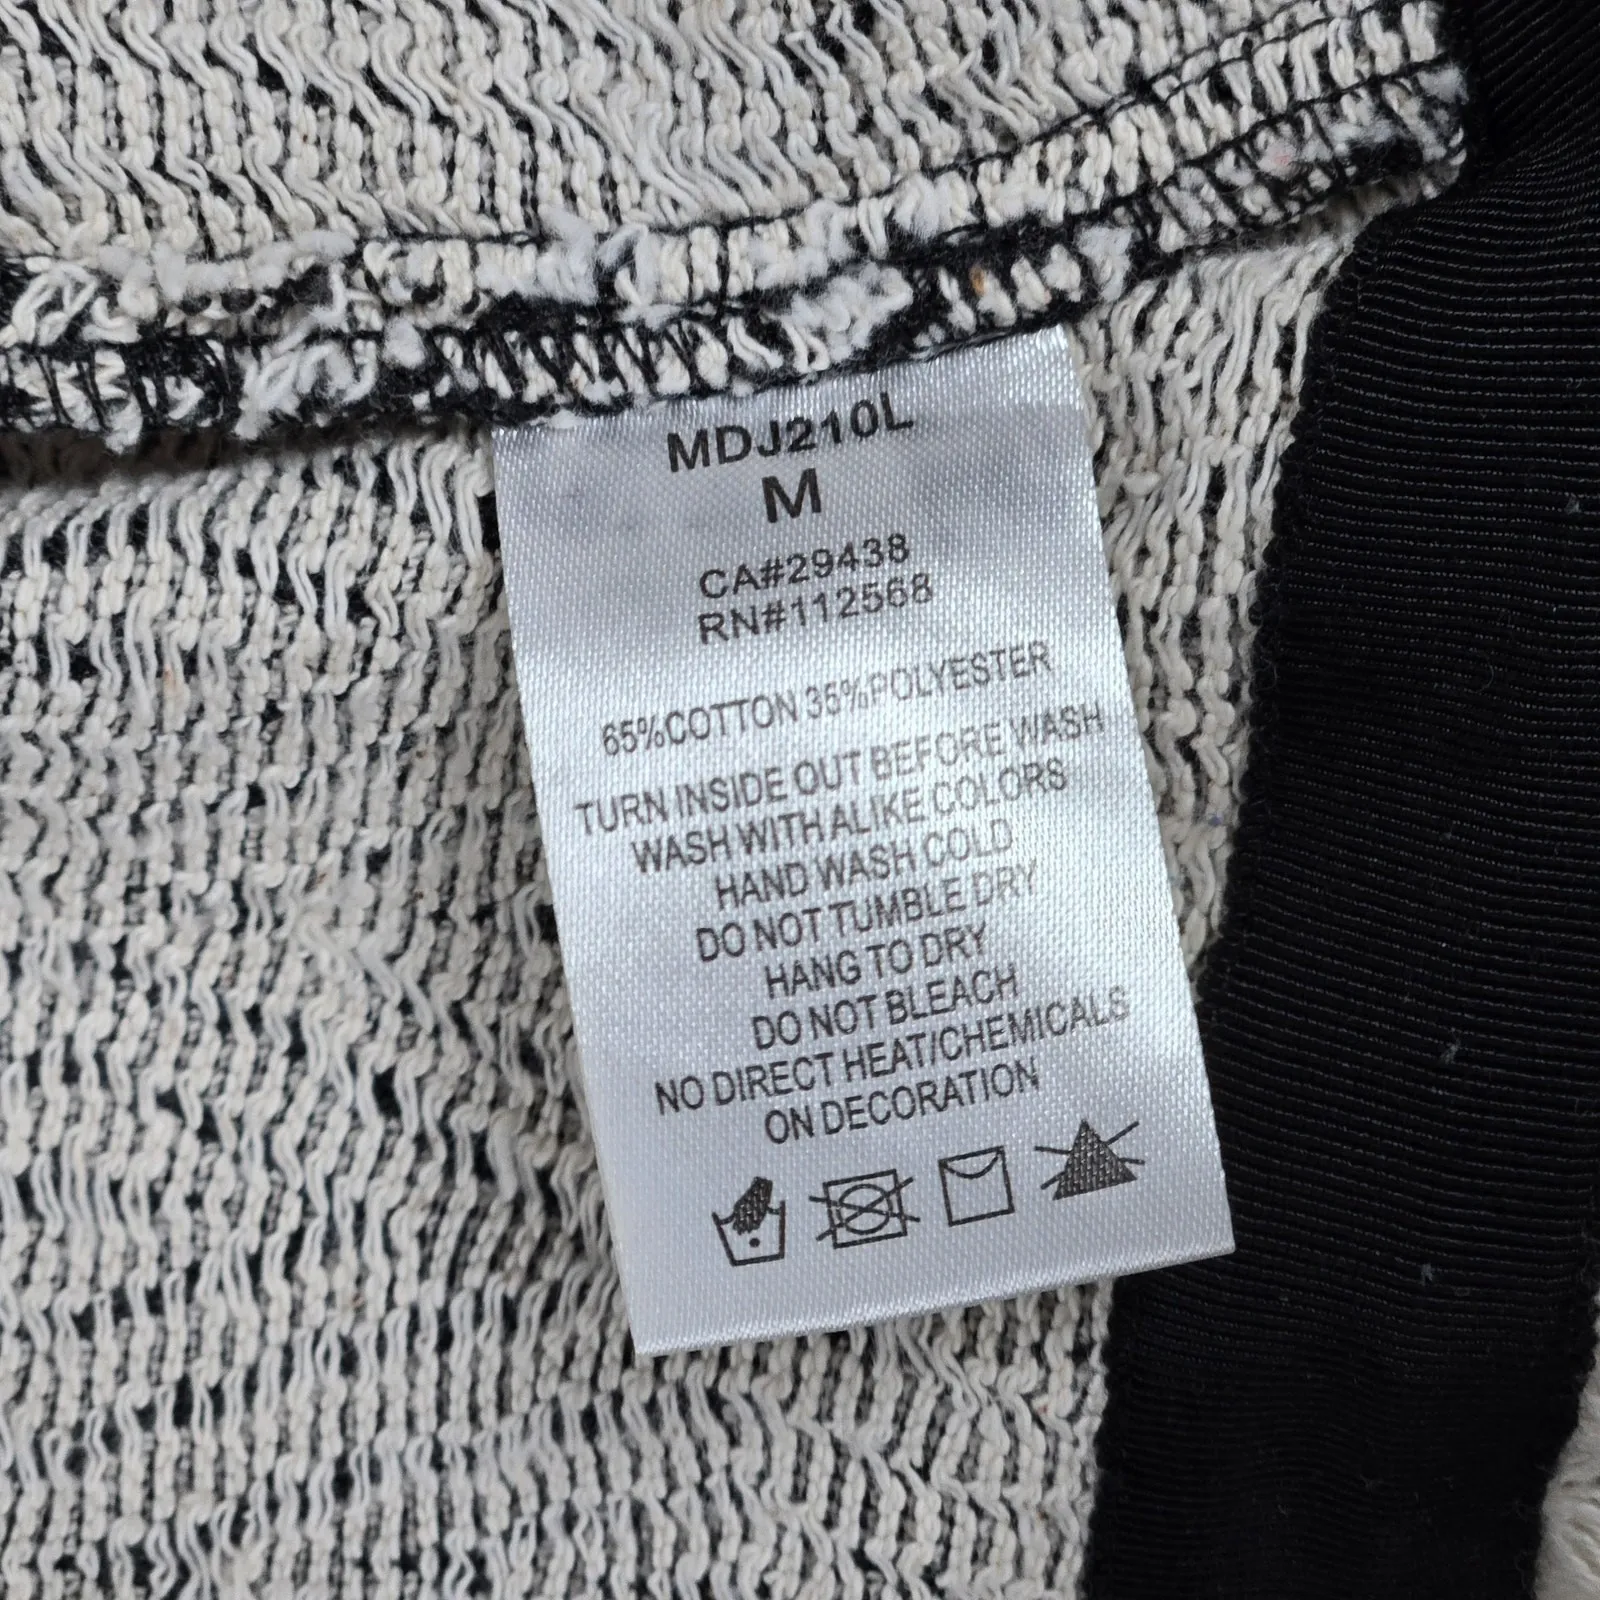 MDJ210L
M
CA#29438
RN#112568
65%COTTON 35%POLYESTER
TURN INSIDE OUT BEFORE WASH
WASH WITH ALIKE COLORS
HAND WASH COLD
DO NOT TUMBLE DRY
HANG TO DRY
DO NOT BLEACH
NO DIRECT HEAT/CHEMICALS
ON DECORATION